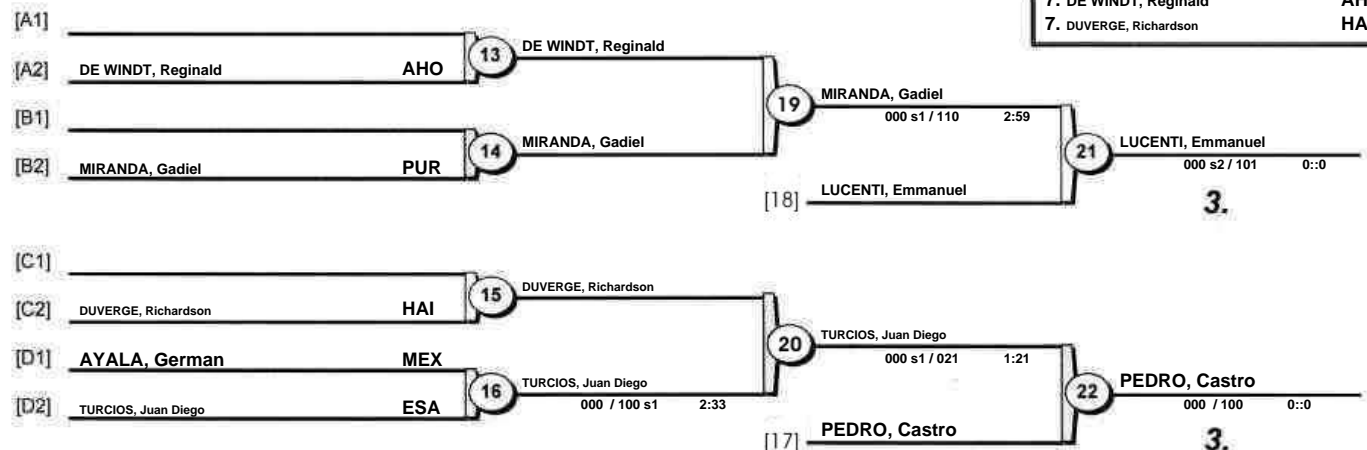 7. DE WINDT, Reginald AH
7. DUVERGE, Richardson HA
[A1]
13 DE WINDT, Reginald
[A2] DE WINDT, Reginald AHO
19 MIRANDA, Gadiel
000 s1 / 110 2:59
[B1]
14 MIRANDA, Gadiel
[B2] MIRANDA, Gadiel PUR
21 LUCENTI, Emmanuel
000 s2 / 101 0::0
[18] LUCENTI, Emmanuel
3.
[C1]
15 DUVERGE, Richardson
[C2] DUVERGE, Richardson HAI
20 TURCIOS, Juan Diego
000 s1 / 021 1:21
[D1] AYALA, German MEX
16 TURCIOS, Juan Diego
000 / 100 s1 2:33
[D2] TURCIOS, Juan Diego ESA
22 PEDRO, Castro
000 / 100 0::0
[17] PEDRO, Castro
3.